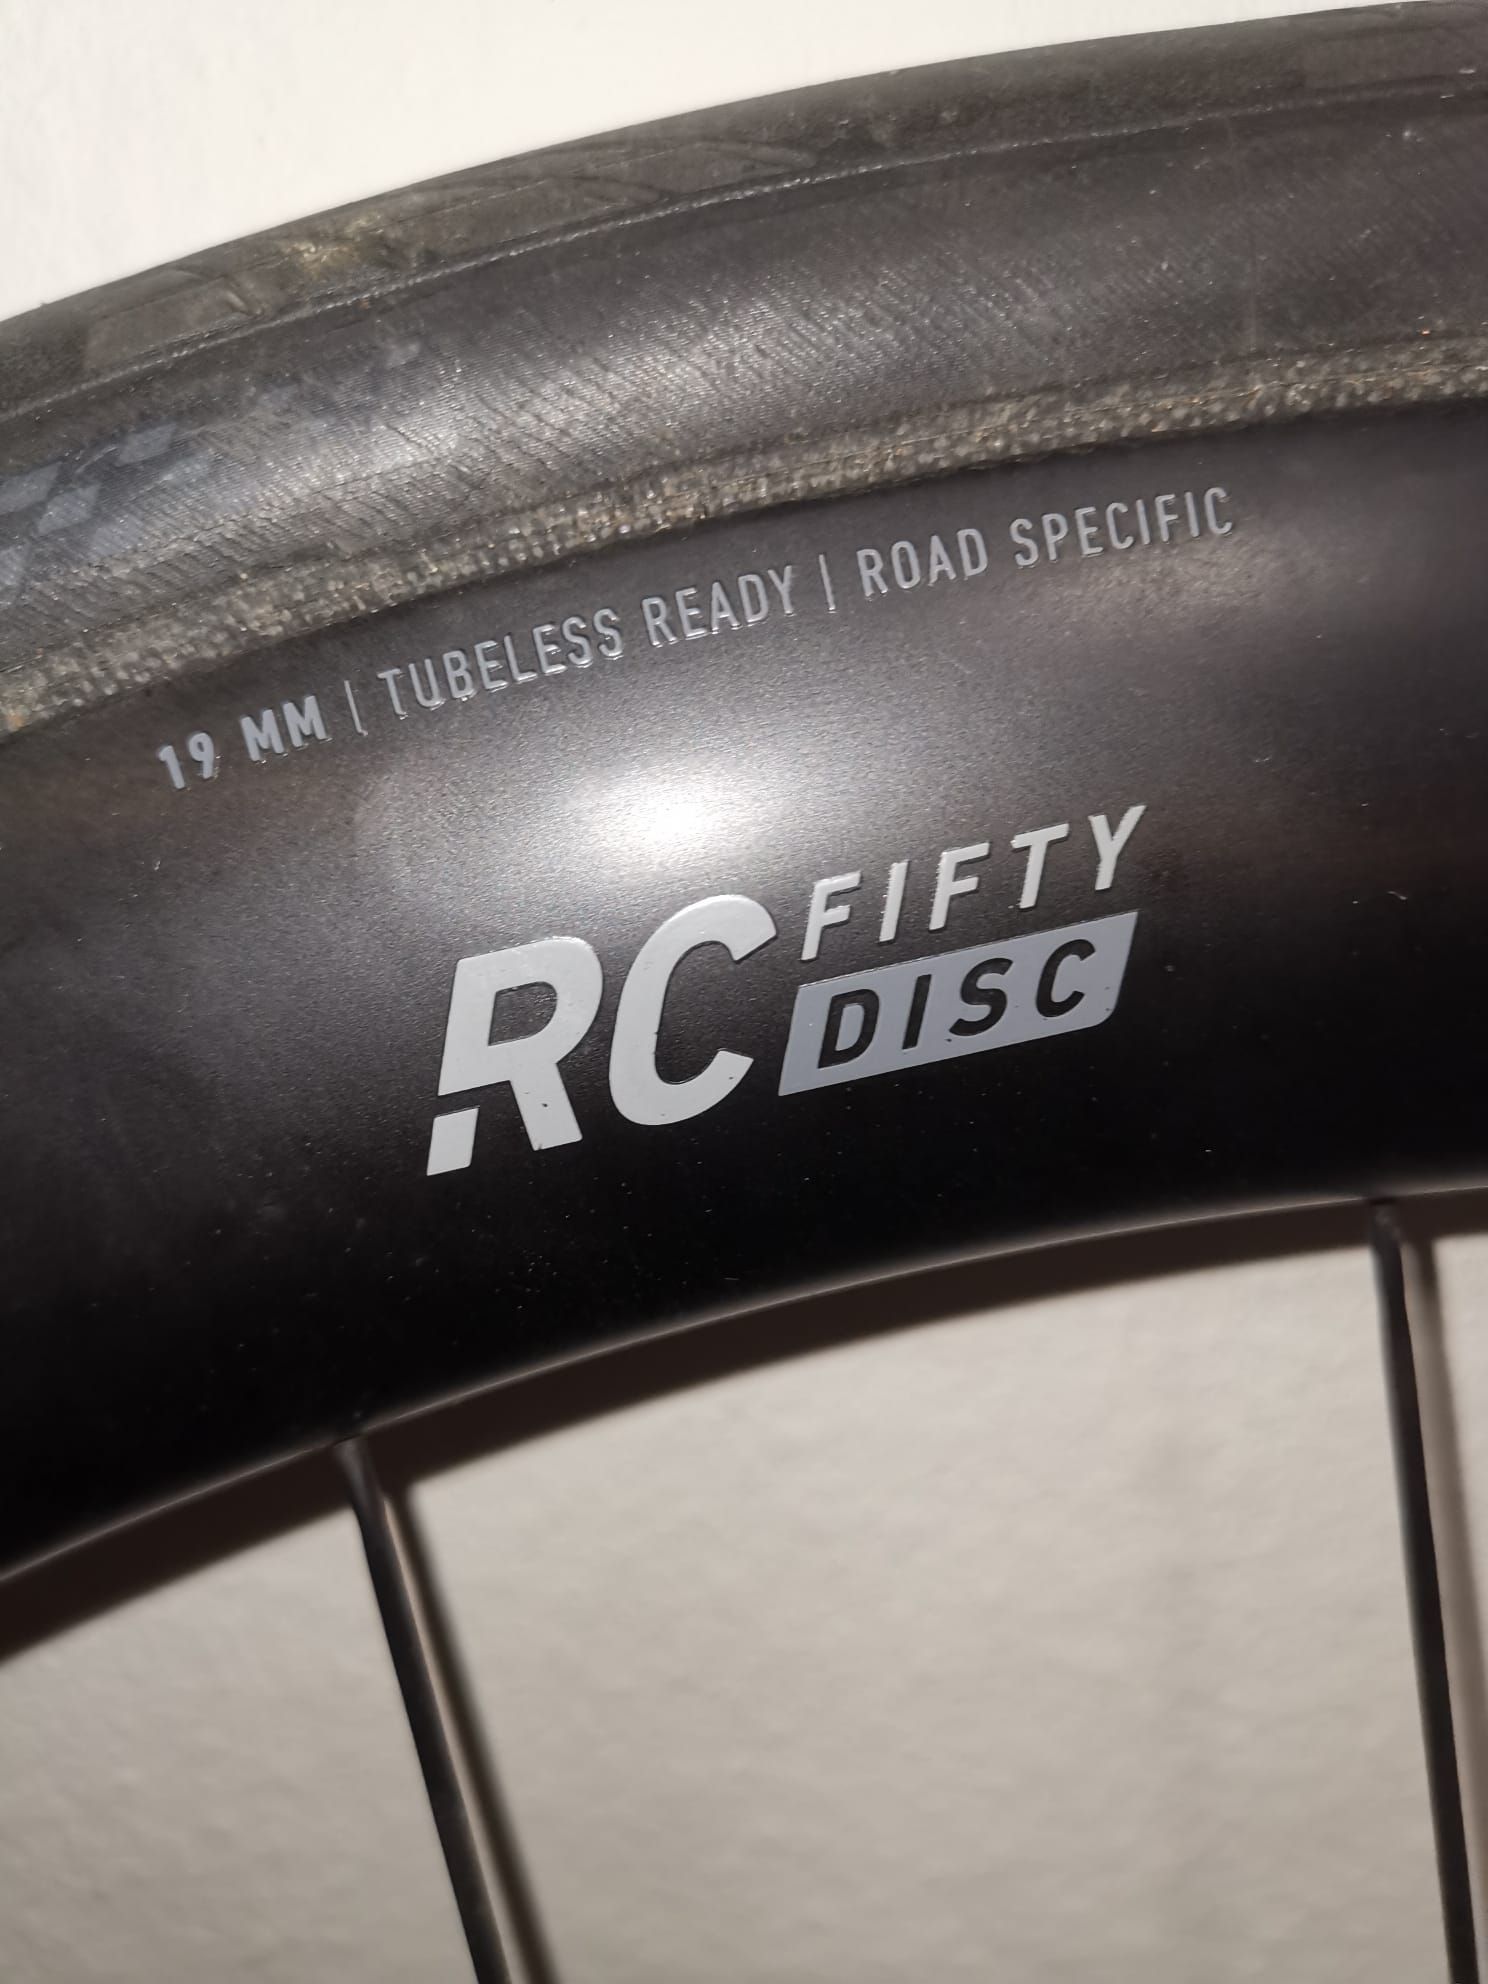 19 MM | TUBELESS READY | ROAD SPECIFIC
RC FIFTY
DISC